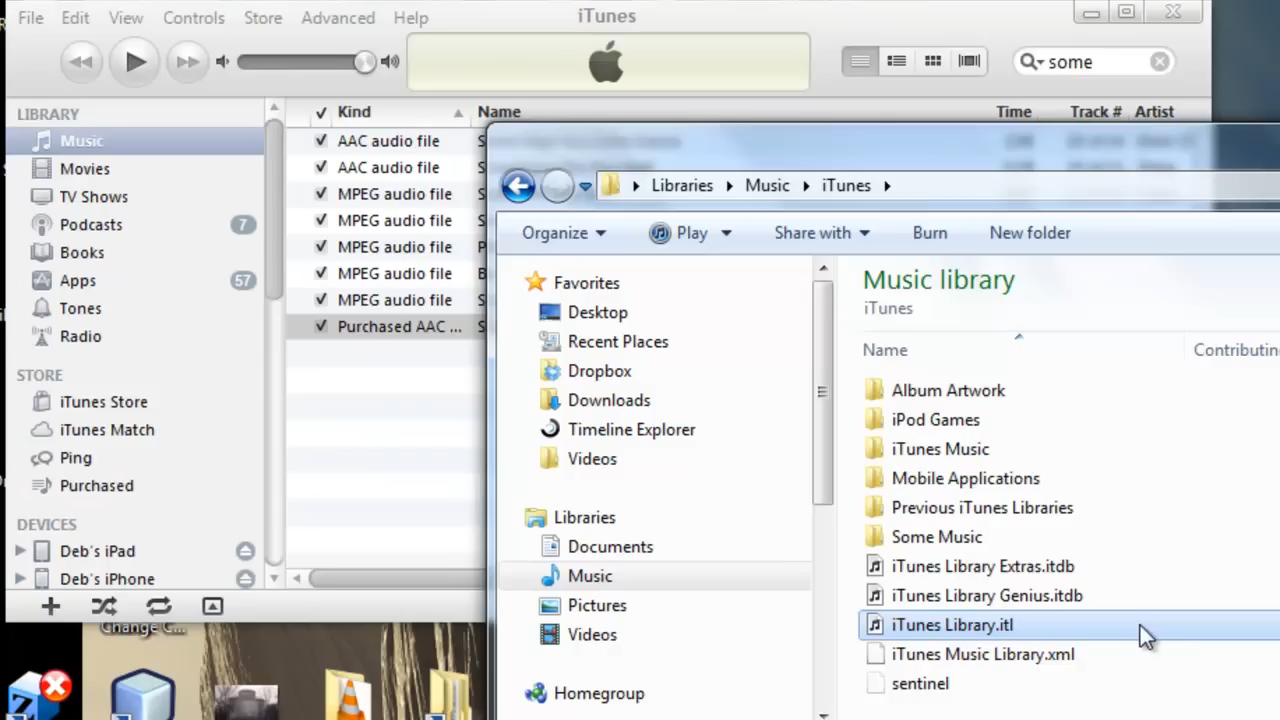 File Edit View Controls Store Advanced Help
iTunes
some
LIBRARY
Music
Movies
TV Shows
Podcasts 7
Books
Apps 57
Tones
Radio
STORE
iTunes Store
iTunes Match
Ping
Purchased
DEVICES
Deb's iPad
Deb's iPhone
Kind Name Time Track # Artist
AAC audio file S
AAC audio file
MPEG audio file S
MPEG audio file S
MPEG audio file P
MPEG audio file B
MPEG audio file S
Purchased AAC ... S
Libraries Music iTunes
Organize Play Share with Burn New folder
Favorites
Desktop
Recent Places
Dropbox
Downloads
Timeline Explorer
Videos
Libraries
Documents
Music
Pictures
Videos
Homegroup
Music library
iTunes
Name Contributing
Album Artwork
iPod Games
iTunes Music
Mobile Applications
Previous iTunes Libraries
Some Music
iTunes Library Extras.itdb
iTunes Library Genius.itdb
iTunes Library.itl
iTunes Music Library.xml
sentinel
Change C...